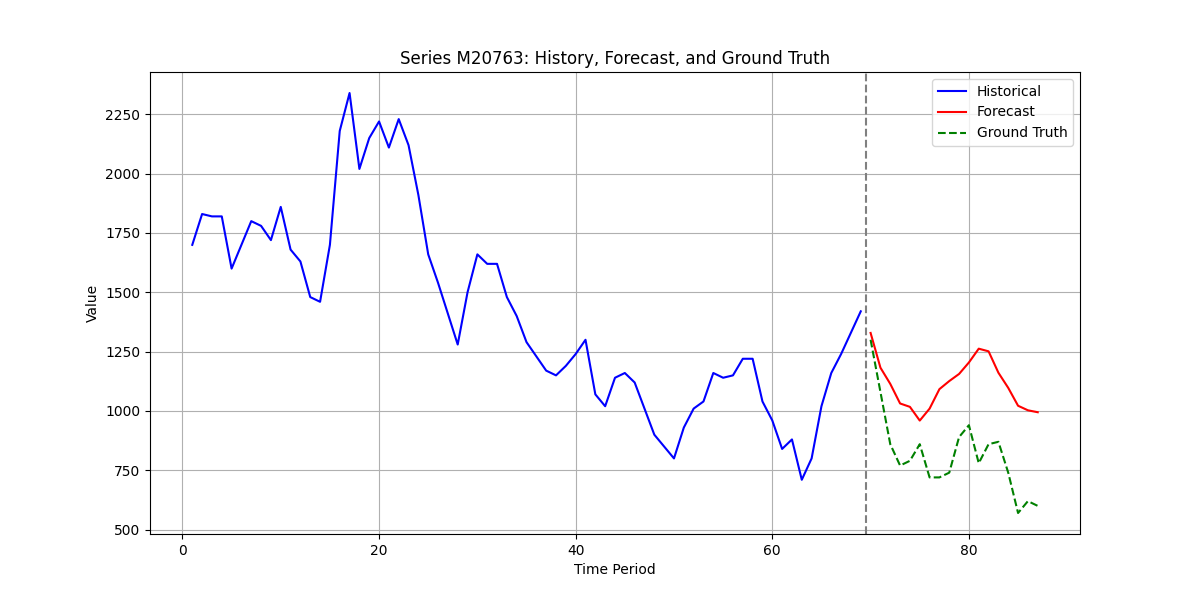 Series M20763: History, Forecast, and Ground Truth
Historical
Forecast
Ground Truth
2250
2000
1750
1500
1250
1000
750
500
Value
0
20
40
60
80
Time Period